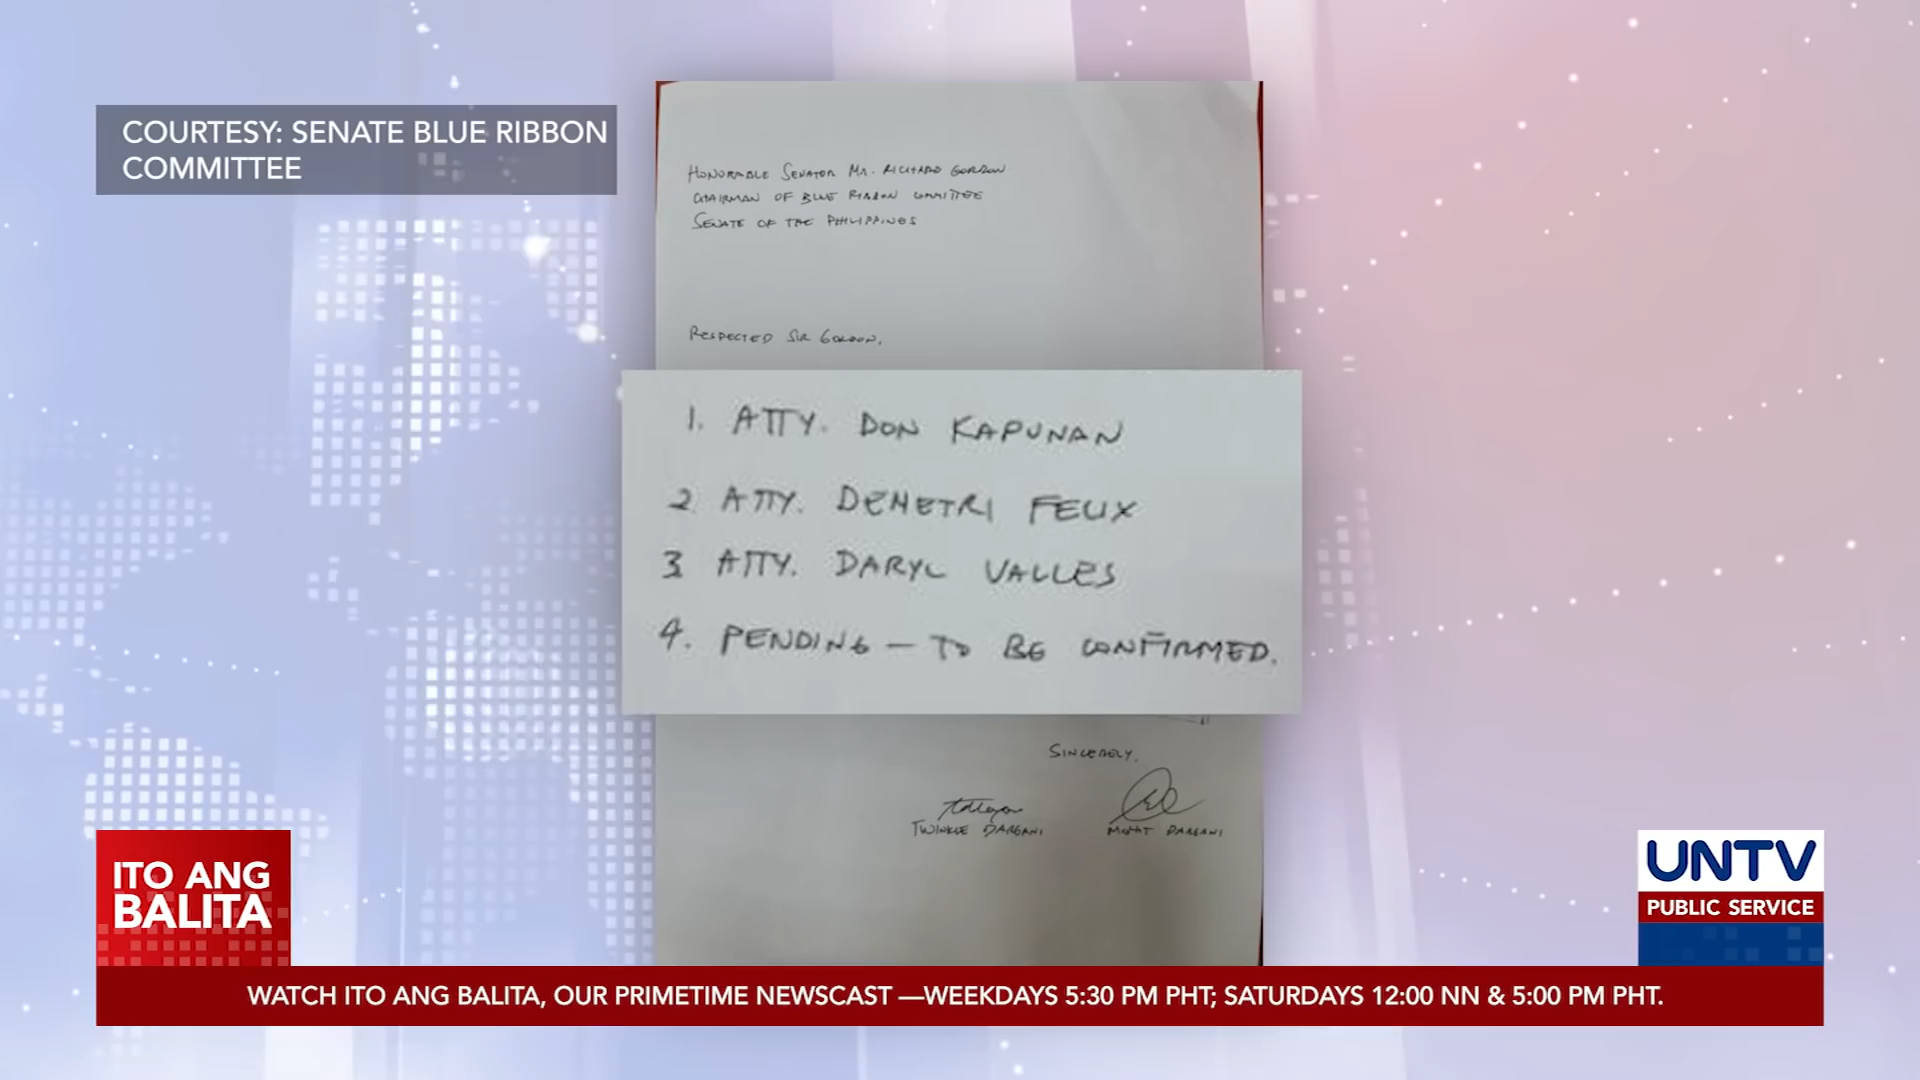 COURTESY: SENATE BLUE RIBBON
COMMITTEE
HONORABLE SENATOR MR. RICHARD GORDON
CHAIRMAN OF BLUE RIBBON COMMITTEE
SENATE OF THE PHILIPPINES
RESPECTED SIR GORDON,
1. ATTY. DON KAPUNAN
2. ATTY. DEMETRI FELIX
3. ATTY. DARYL VALLES
4. PENDING — TO BE CONFIRMED.
SINCERELY,
TWINKLE DARGANI
MOHIT DARGANI
ITO ANG
BALITA
UNTV
PUBLIC SERVICE
WATCH ITO ANG BALITA, OUR PRIMETIME NEWSCAST —WEEKDAYS 5:30 PM PHT; SATURDAYS 12:00 NN & 5:00 PM PHT.